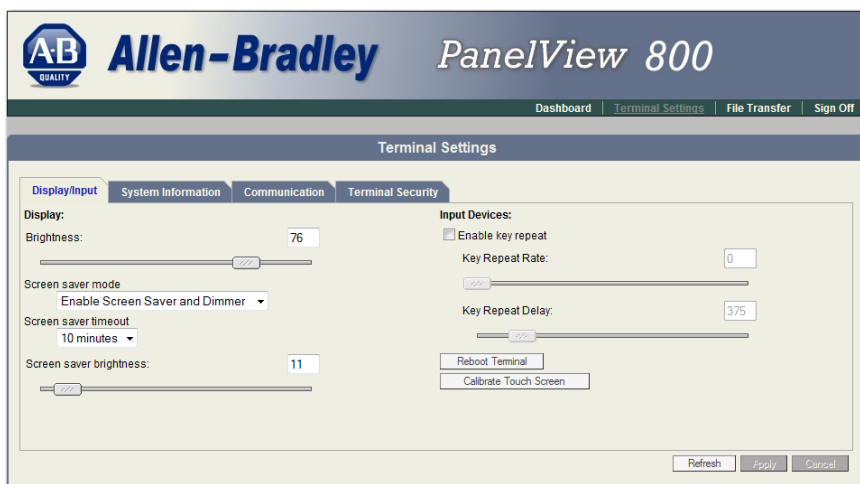 A·B
QUALITY
Allen-Bradley
PanelView 800
Dashboard | Terminal Settings | File Transfer | Sign Off
Terminal Settings
Display/Input System Information Communication Terminal Security
Display:
Brightness: 76
Screen saver mode
Enable Screen Saver and Dimmer
Screen saver timeout
10 minutes
Screen saver brightness: 11
Input Devices:
Enable key repeat
Key Repeat Rate: 0
Key Repeat Delay: 375
Reboot Terminal
Calibrate Touch Screen
Refresh Apply Cancel